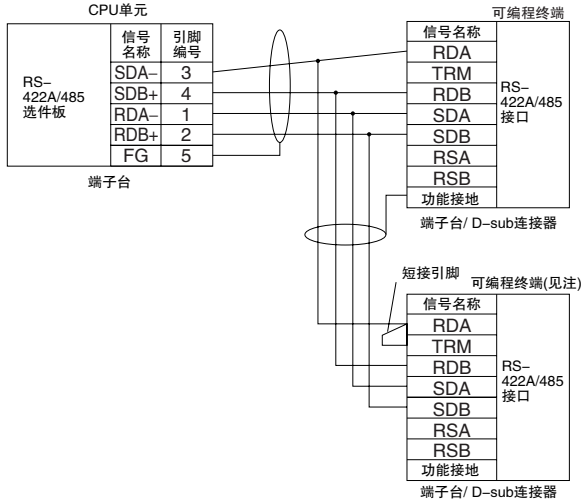 CPU单元
信号
名称
引脚
编号
RS-
422A/485
选件板
SDA- 3
SDB+ 4
RDA- 1
RDB+ 2
FG 5
端子台
可编程终端
信号名称
RDA
TRM
RDB
SDA
SDB
RSA
RSB
功能接地
RS-
422A/485
接口
端子台/ D-sub连接器
短接引脚
可编程终端(见注)
信号名称
RDA
TRM
RDB
SDA
SDB
RSA
RSB
功能接地
RS-
422A/485
接口
端子台/ D-sub连接器